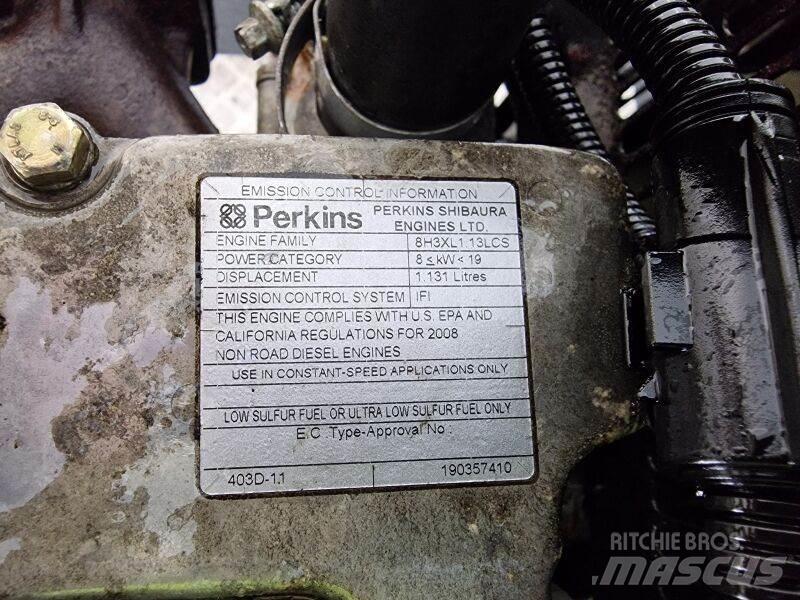 EMISSION CONTROL INFORMATION
Perkins PERKINS SHIBAURA ENGINES LTD.
ENGINE FAMILY 8H3XL1.13LCS
POWER CATEGORY 8 ≤ kW < 19
DISPLACEMENT 1.131 Litres
EMISSION CONTROL SYSTEM IFI
THIS ENGINE COMPLIES WITH U.S. EPA AND
CALIFORNIA REGULATIONS FOR 2008
NON ROAD DIESEL ENGINES
USE IN CONSTANT-SPEED APPLICATIONS ONLY
LOW SULFUR FUEL OR ULTRA LOW SULFUR FUEL ONLY
E.C. Type-Approval No.:
403D-1.1 190357410
RITCHIE BROS.
MASCUS